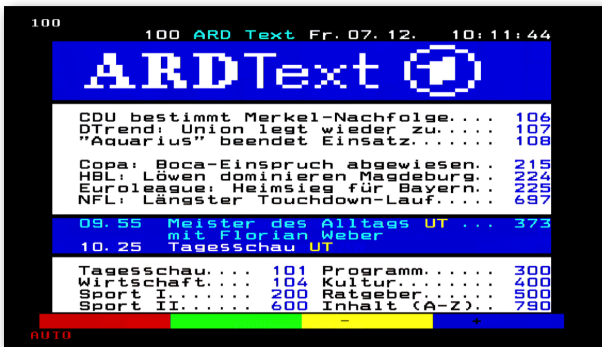 100
100 ARD Text Fr. 07. 12. 10:11:44
ARDText 1
CDU bestimmt Merkel-Nachfolge.... 106
DTrend: Union legt wieder zu..... 107
"Aquarius" beendet Einsatz....... 108
Copa: Boca-Einspruch abgewiesen.. 215
HBL: Löwen dominieren Magdeburg.. 224
Euroleague: Heimsieg für Bayern.. 225
NFL: Längster Touchdown-Lauf..... 697
09.55 Meister des Alltags UT ... 373
mit Florian Weber
10.25 Tagesschau UT
Tagesschau.... 101 Programm...... 300
Wirtschaft.... 104 Kultur........ 400
Sport I....... 200 Ratgeber...... 500
Sport II...... 600 Inhalt (A-Z).. 790
- +
AUTO